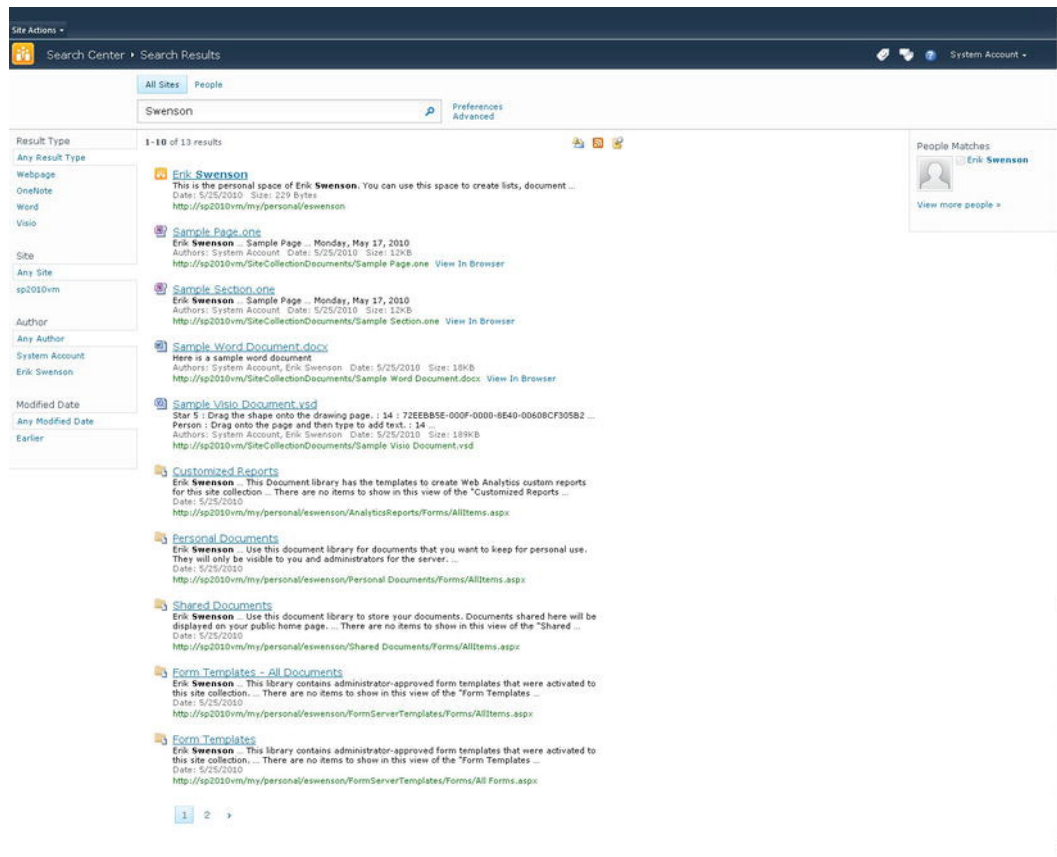 Site Actions
Search Center ▸ Search Results
System Account
All Sites People
Swenson
Preferences
Advanced
Result Type
Any Result Type
Webpage
OneNote
Word
Visio
Site
Any Site
sp2010vm
Author
Any Author
System Account
Erik Swenson
Modified Date
Any Modified Date
Earlier
1-10 of 13 results
Erik Swenson
This is the personal space of Erik Swenson. You can use this space to create lists, document ...
Date: 5/25/2010 Size: 229 Bytes
http://sp2010vm/my/personal/eswenson
Sample Page.one
Erik Swenson ... Sample Page ... Monday, May 17, 2010
Authors: System Account Date: 5/25/2010 Size: 12KB
http://sp2010vm/SiteCollectionDocuments/Sample Page.one View In Browser
Sample Section.one
Erik Swenson ... Sample Page ... Monday, May 17, 2010
Authors: System Account Date: 5/25/2010 Size: 12KB
http://sp2010vm/SiteCollectionDocuments/Sample Section.one View In Browser
Sample Word Document.docx
Here is a sample word document
Authors: System Account, Erik Swenson Date: 5/25/2010 Size: 18KB
http://sp2010vm/SiteCollectionDocuments/Sample Word Document.docx View In Browser
Sample Visio Document.vsd
Star 5 : Drag the shape onto the drawing page. : 14 : 72EEBB5E-000F-0000-8E40-00608CF305B2 ...
Person : Drag onto the page and then type to add text. : 14 ...
Authors: System Account, Erik Swenson Date: 5/25/2010 Size: 189KB
http://sp2010vm/SiteCollectionDocuments/Sample Visio Document.vsd
Customized Reports
Erik Swenson ... This Document library has the templates to create Web Analytics custom reports
for this site collection ... There are no items to show in this view of the "Customized Reports ...
Date: 5/25/2010
http://sp2010vm/my/personal/eswenson/AnalyticsReports/Forms/AllItems.aspx
Personal Documents
Erik Swenson ... Use this document library for documents that you want to keep for personal use.
They will only be visible to you and administrators for the server. ...
Date: 5/25/2010
http://sp2010vm/my/personal/eswenson/Personal Documents/Forms/AllItems.aspx
Shared Documents
Erik Swenson ... Use this document library to store your documents. Documents shared here will be
displayed on your public home page. ... There are no items to show in this view of the "Shared ...
Date: 5/25/2010
http://sp2010vm/my/personal/eswenson/Shared Documents/Forms/AllItems.aspx
Form Templates - All Documents
Erik Swenson ... This library contains administrator-approved form templates that were activated to
this site collection. ... There are no items to show in this view of the "Form Templates ...
Date: 5/25/2010
http://sp2010vm/my/personal/eswenson/FormServerTemplates/Forms/AllItems.aspx
Form Templates
Erik Swenson ... This library contains administrator-approved form templates that were activated to
this site collection. ... There are no items to show in this view of the "Form Templates ...
Date: 5/25/2010
http://sp2010vm/my/personal/eswenson/FormServerTemplates/Forms/All Forms.aspx
1 2 ›
People Matches
Erik Swenson
View more people »